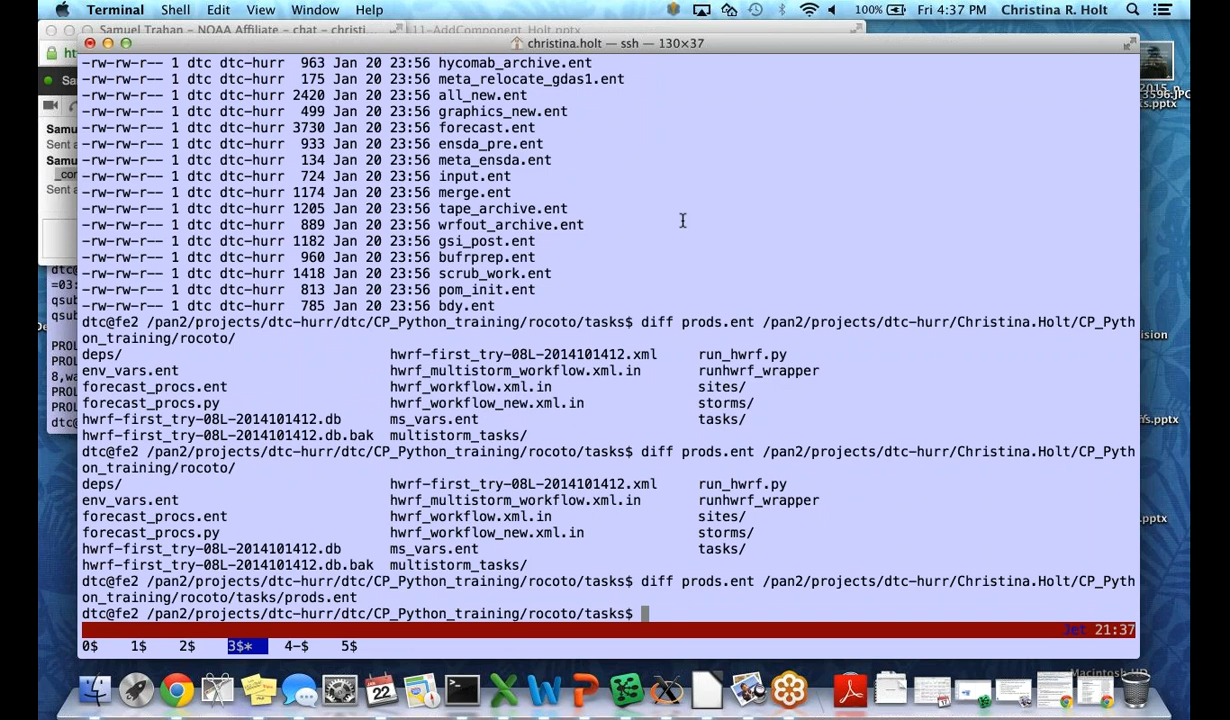 Terminal Shell Edit View Window Help 100% Fri 4:37 PM Christina R. Holt
Samuel Trahan — NOAA Affiliate – chat – christi... 11-AddComponent_Holt.pptx
christina.holt — ssh — 130×37
-rw-rw-r-- 1 dtc dtc-hurr 963 Jan 20 23:56 hycomab_archive.ent
-rw-rw-r-- 1 dtc dtc-hurr 175 Jan 20 23:56 meta_relocate_gdas1.ent
-rw-rw-r-- 1 dtc dtc-hurr 2420 Jan 20 23:56 all_new.ent
-rw-rw-r-- 1 dtc dtc-hurr 499 Jan 20 23:56 graphics_new.ent
-rw-rw-r-- 1 dtc dtc-hurr 3730 Jan 20 23:56 forecast.ent
-rw-rw-r-- 1 dtc dtc-hurr 933 Jan 20 23:56 ensda_pre.ent
-rw-rw-r-- 1 dtc dtc-hurr 134 Jan 20 23:56 meta_ensda.ent
-rw-rw-r-- 1 dtc dtc-hurr 724 Jan 20 23:56 input.ent
-rw-rw-r-- 1 dtc dtc-hurr 1174 Jan 20 23:56 merge.ent
-rw-rw-r-- 1 dtc dtc-hurr 1205 Jan 20 23:56 tape_archive.ent
-rw-rw-r-- 1 dtc dtc-hurr 889 Jan 20 23:56 wrfout_archive.ent
-rw-rw-r-- 1 dtc dtc-hurr 1182 Jan 20 23:56 gsi_post.ent
-rw-rw-r-- 1 dtc dtc-hurr 960 Jan 20 23:56 bufrprep.ent
-rw-rw-r-- 1 dtc dtc-hurr 1418 Jan 20 23:56 scrub_work.ent
-rw-rw-r-- 1 dtc dtc-hurr 813 Jan 20 23:56 pom_init.ent
-rw-rw-r-- 1 dtc dtc-hurr 785 Jan 20 23:56 bdy.ent
dtc@fe2 /pan2/projects/dtc-hurr/dtc/CP_Python_training/rocoto/tasks$ diff prods.ent /pan2/projects/dtc-hurr/Christina.Holt/CP_Pyth
on_training/rocoto/
deps/ hwrf-first_try-08L-2014101412.xml run_hwrf.py
env_vars.ent hwrf_multistorm_workflow.xml.in runhwrf_wrapper
forecast_procs.ent hwrf_workflow.xml.in sites/
forecast_procs.py hwrf_workflow_new.xml.in storms/
hwrf-first_try-08L-2014101412.db ms_vars.ent tasks/
hwrf-first_try-08L-2014101412.db.bak multistorm_tasks/
dtc@fe2 /pan2/projects/dtc-hurr/dtc/CP_Python_training/rocoto/tasks$ diff prods.ent /pan2/projects/dtc-hurr/Christina.Holt/CP_Pyth
on_training/rocoto/
deps/ hwrf-first_try-08L-2014101412.xml run_hwrf.py
env_vars.ent hwrf_multistorm_workflow.xml.in runhwrf_wrapper
forecast_procs.ent hwrf_workflow.xml.in sites/
forecast_procs.py hwrf_workflow_new.xml.in storms/
hwrf-first_try-08L-2014101412.db ms_vars.ent tasks/
hwrf-first_try-08L-2014101412.db.bak multistorm_tasks/
dtc@fe2 /pan2/projects/dtc-hurr/dtc/CP_Python_training/rocoto/tasks$ diff prods.ent /pan2/projects/dtc-hurr/Christina.Holt/CP_Pyth
on_training/rocoto/tasks/prods.ent
dtc@fe2 /pan2/projects/dtc-hurr/dtc/CP_Python_training/rocoto/tasks$
Jet 21:37
0$ 1$ 2$ 3$* 4-$ 5$
Macintosh HD